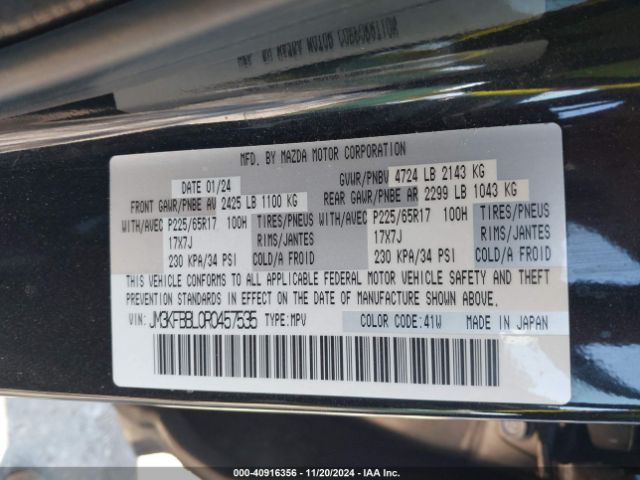 MFD. BY MAZDA MOTOR CORPORATION
DATE 01/24 GVWR/PNBV 4724 LB 2143 KG
FRONT GAWR/PNBE AV 2425 LB 1100 KG REAR GAWR/PNBE AR 2299 LB 1043 KG
WITH/AVEC P225/65R17 100H TIRES/PNEUS WITH/AVEC P225/65R17 100H TIRES/PNEUS
17X7J RIMS/JANTES 17X7J RIMS/JANTES
230 KPA/34 PSI COLD/A FROID 230 KPA/34 PSI COLD/A FROID
THIS VEHICLE CONFORMS TO ALL APPLICABLE FEDERAL MOTOR VEHICLE SAFETY AND THEFT
PREVENTION STANDARDS IN EFFECT ON THE DATE OF MANUFACTURE SHOWN ABOVE.
VIN: JM3KFBBL0R0457535 TYPE:MPV COLOR CODE:41W MADE IN JAPAN
000-40916356 - 11/20/2024 - IAA Inc.